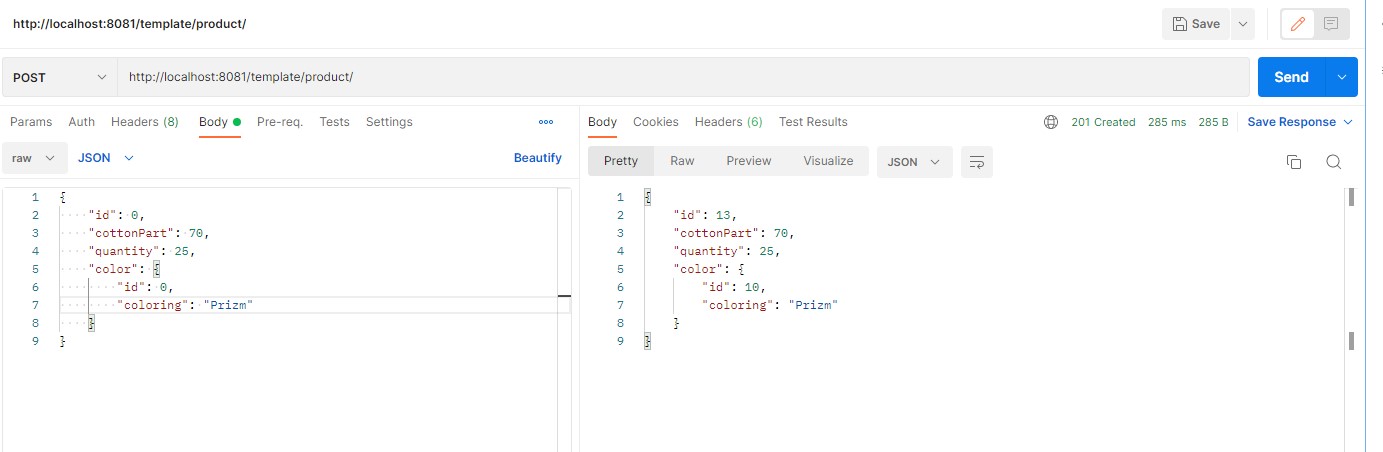 http://localhost:8081/template/product/
Save
POST
http://localhost:8081/template/product/
Send
Params Auth Headers (8) Body Pre-req. Tests Settings
raw JSON Beautify
1 {
2 "id": 0,
3 "cottonPart": 70,
4 "quantity": 25,
5 "color": {
6 "id": 0,
7 "coloring": "Prizm"
8 }
9 }
Body Cookies Headers (6) Test Results 201 Created 285 ms 285 B Save Response
Pretty Raw Preview Visualize JSON
1 {
2 "id": 13,
3 "cottonPart": 70,
4 "quantity": 25,
5 "color": {
6 "id": 10,
7 "coloring": "Prizm"
8 }
9 }